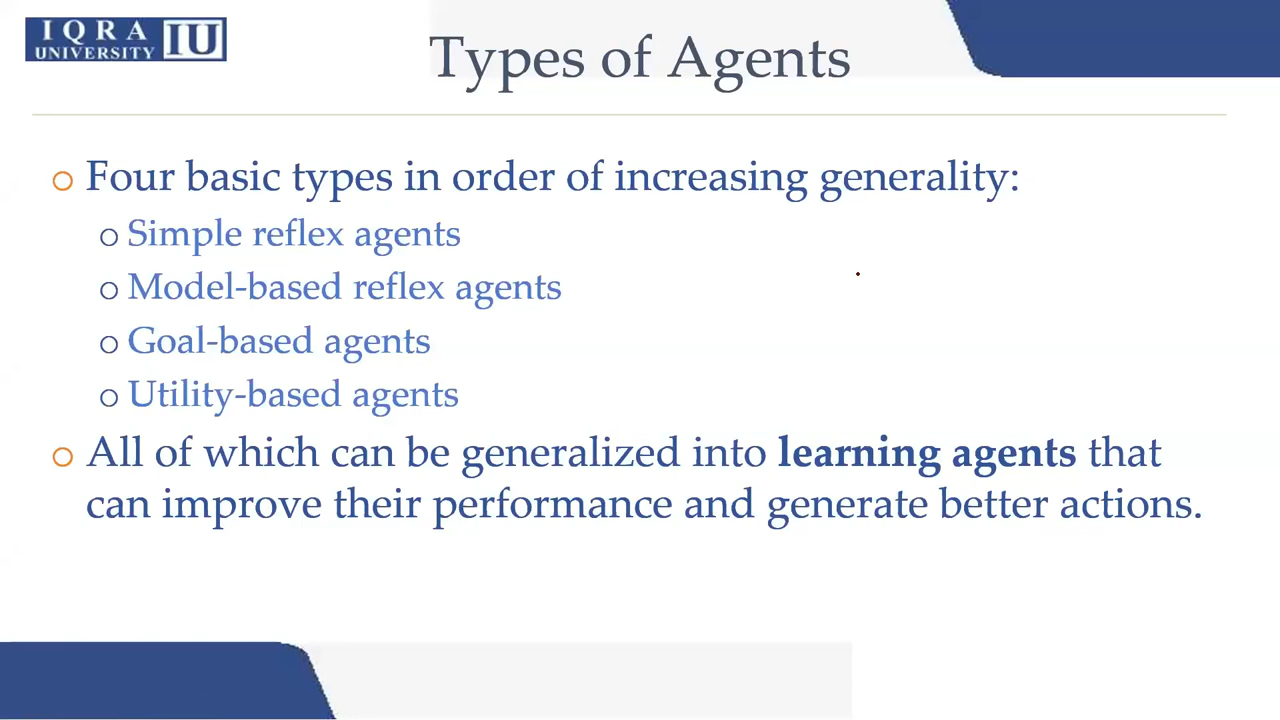 IQRA
UNIVERSITY IU
Types of Agents
Four basic types in order of increasing generality:
Simple reflex agents
Model-based reflex agents
Goal-based agents
Utility-based agents
All of which can be generalized into learning agents that
can improve their performance and generate better actions.